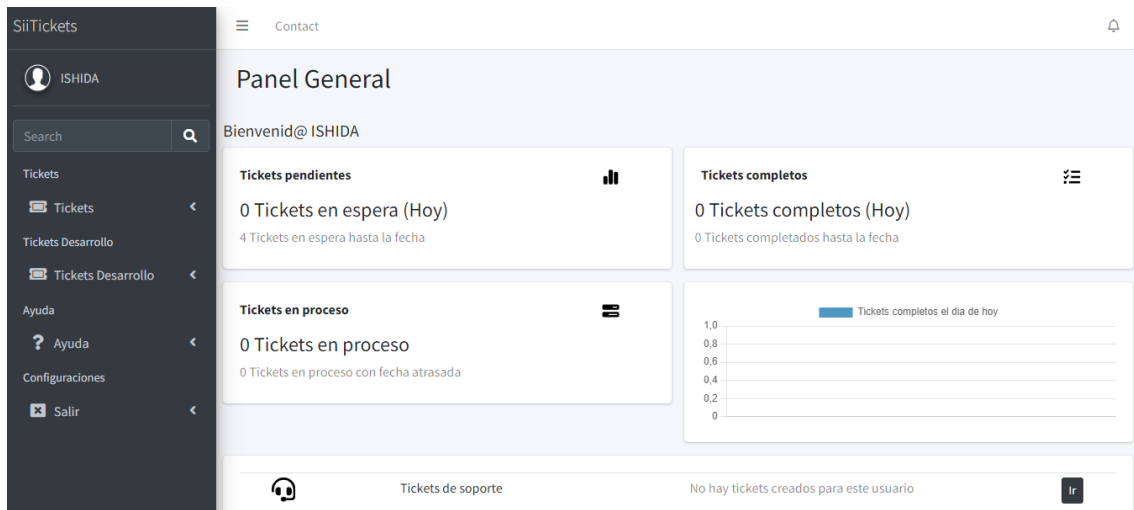 SiiTickets
Contact
ISHIDA
Search
Tickets
Tickets
Tickets Desarrollo
Tickets Desarrollo
Ayuda
Ayuda
Configuraciones
Salir
Panel General
Bienvenid@ ISHIDA
Tickets pendientes
0 Tickets en espera (Hoy)
4 Tickets en espera hasta la fecha
Tickets completos
0 Tickets completos (Hoy)
0 Tickets completados hasta la fecha
Tickets en proceso
0 Tickets en proceso
0 Tickets en proceso con fecha atrasada
Tickets completos el dia de hoy
1,0
0,8
0,6
0,4
0,2
0
Tickets de soporte No hay tickets creados para este usuario Ir